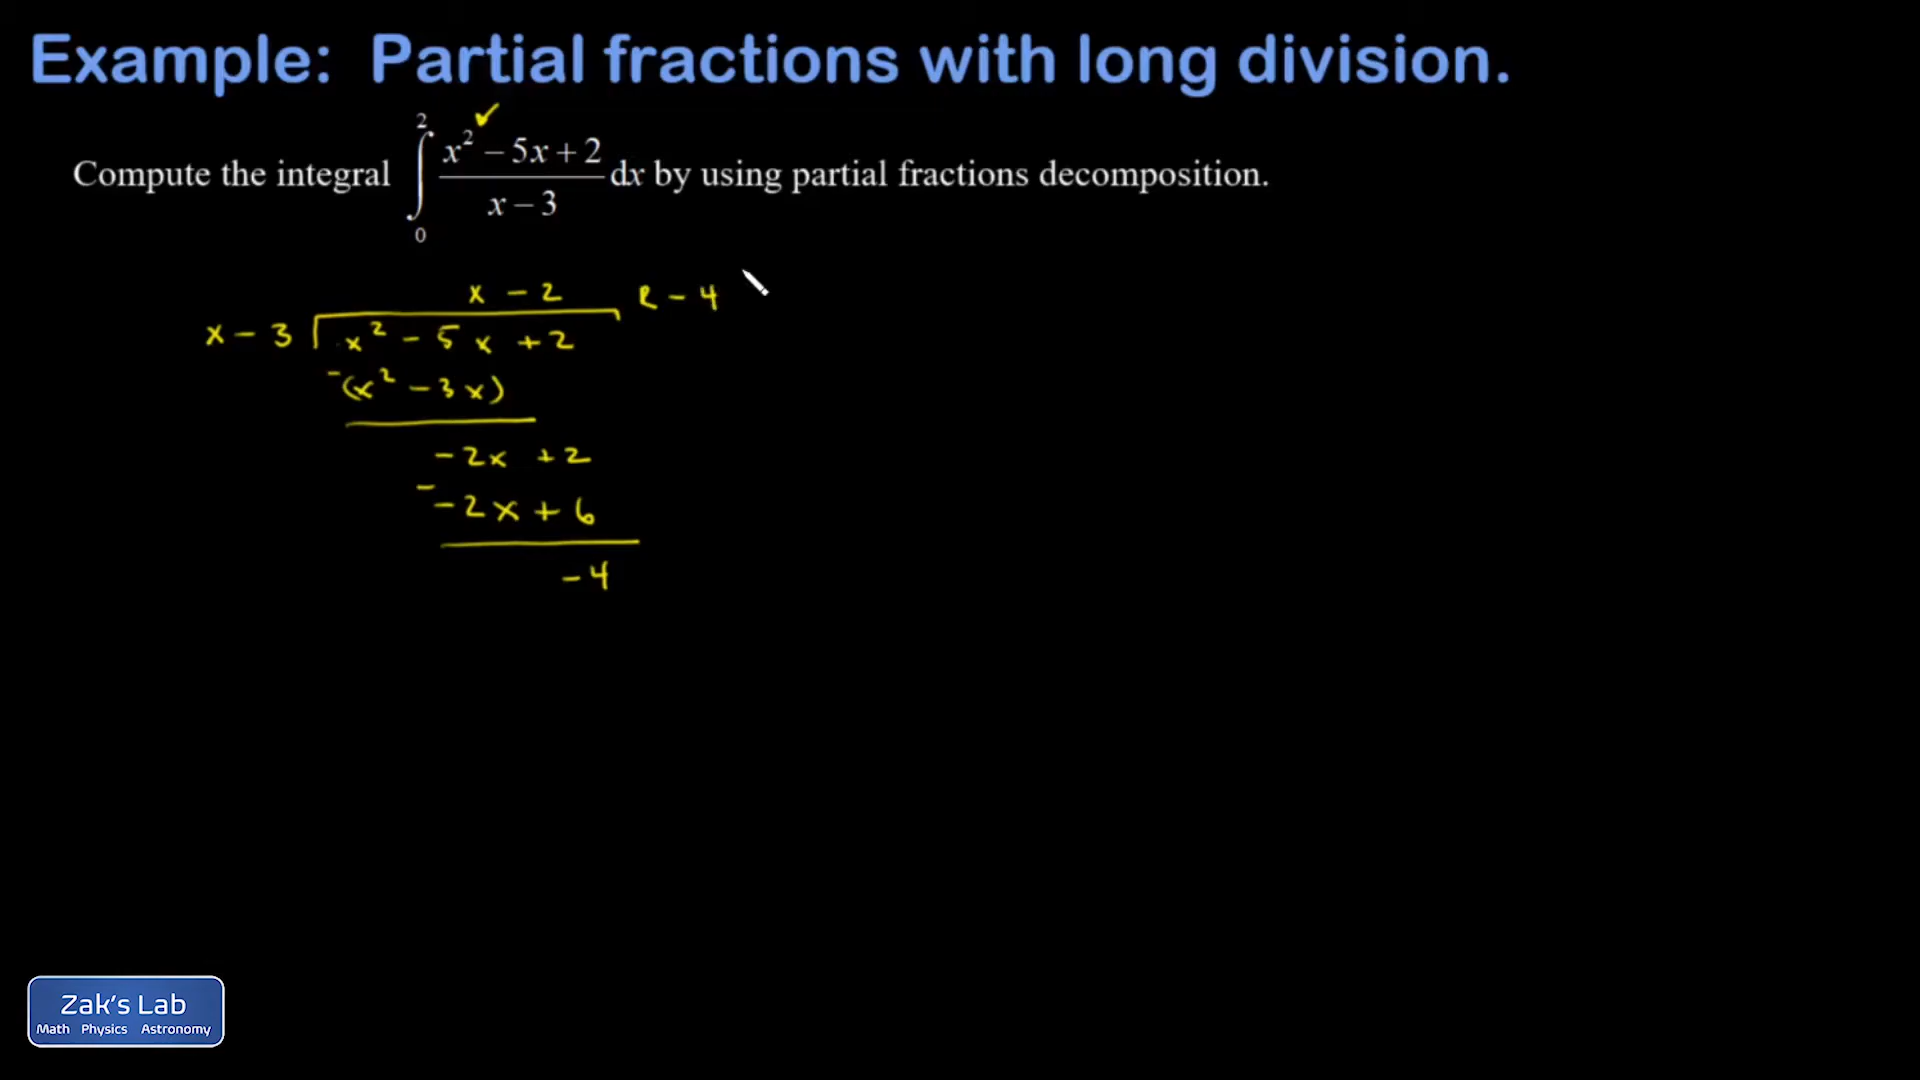 Example: Partial fractions with long division.
Compute the integral ∫₀² (x² − 5x + 2)/(x − 3) dx by using partial fractions decomposition.
x − 2 R − 4
x − 3 x² − 5x + 2
−(x² − 3x)
−2x + 2
− −2x + 6
−4
Zak's Lab
Math Physics Astronomy